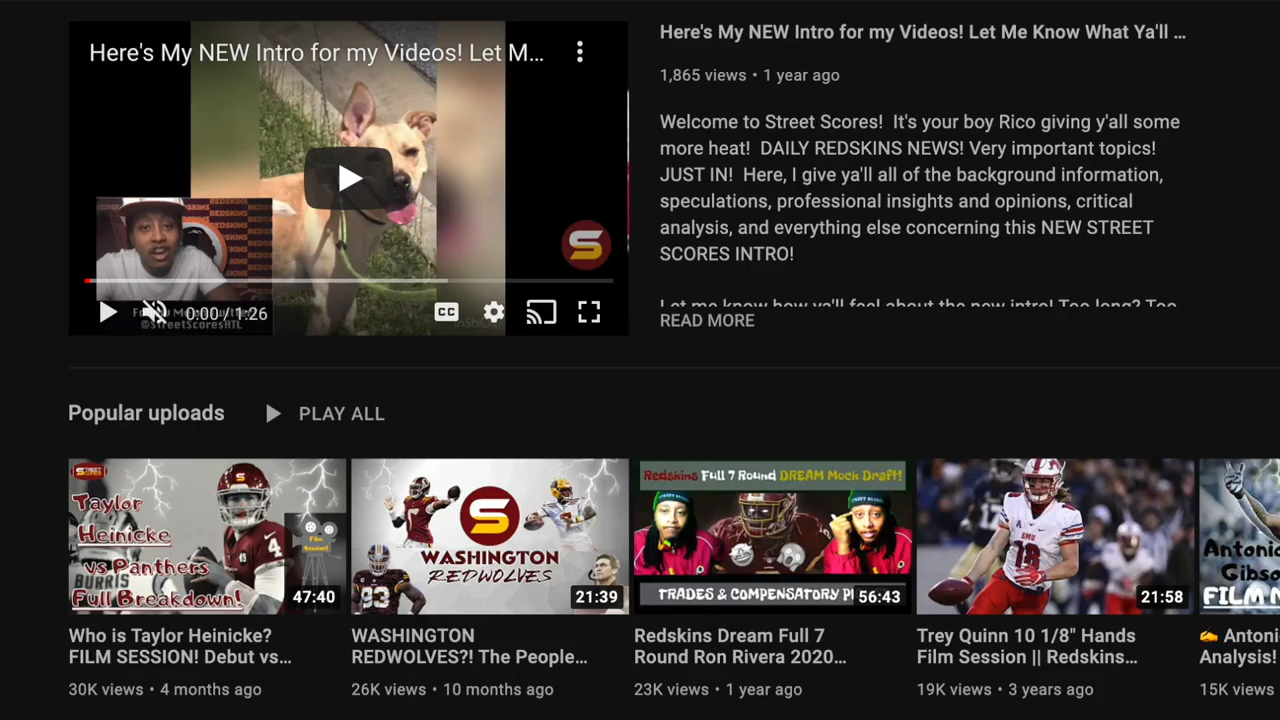 Here's My NEW Intro for my Videos! Let M...
0:00 / 1:26
@StreetScoresATL
CC
S
Here's My NEW Intro for my Videos! Let Me Know What Ya'll ...
1,865 views • 1 year ago
Welcome to Street Scores!  It's your boy Rico giving y'all some
more heat!  DAILY REDSKINS NEWS! Very important topics!
JUST IN!  Here, I give ya'll all of the background information,
speculations, professional insights and opinions, critical
analysis, and everything else concerning this NEW STREET
SCORES INTRO!
Let me know how ya'll feel about the new intro! Too long? Too
READ MORE
Popular uploads
PLAY ALL
Taylor
Heinicke
vs Panthers
Full Breakdown!
Film
Session!
47:40
Who is Taylor Heinicke?
FILM SESSION! Debut vs...
30K views • 4 months ago
S
WASHINGTON
REDWOLVES
93
21:39
WASHINGTON
REDWOLVES?! The People...
26K views • 10 months ago
Redskins Full 7 Round DREAM Mock Draft!
TRADES & COMPENSATORY PI
56:43
Redskins Dream Full 7
Round Ron Rivera 2020...
23K views • 1 year ago
SMU
18
21:58
Trey Quinn 10 1/8" Hands
Film Session || Redskins...
19K views • 3 years ago
Antonio
Gibso
FILM
✍️ Antoni
Analysis!
15K views